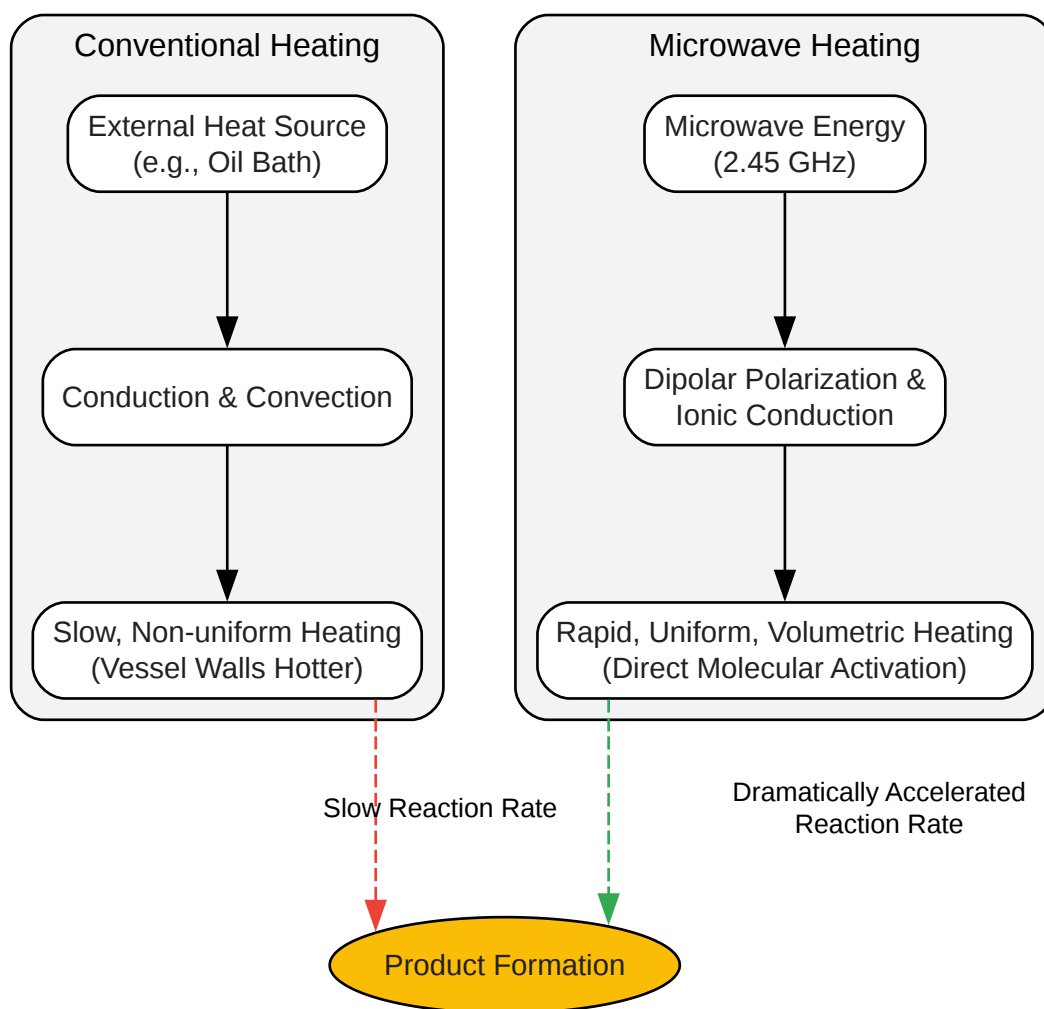 Conventional Heating
External Heat Source
(e.g., Oil Bath)
Conduction & Convection
Slow, Non-uniform Heating
(Vessel Walls Hotter)
Microwave Heating
Microwave Energy
(2.45 GHz)
Dipolar Polarization &
Ionic Conduction
Rapid, Uniform, Volumetric Heating
(Direct Molecular Activation)
Slow Reaction Rate
Dramatically Accelerated
Reaction Rate
Product Formation